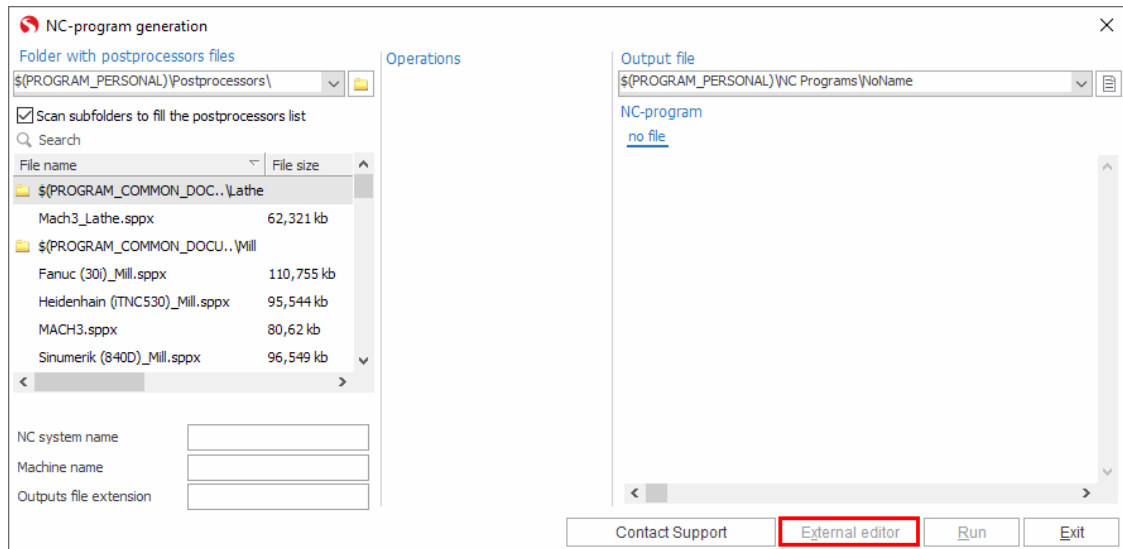 NC-program generation
Folder with postprocessors files
$(PROGRAM_PERSONAL)\Postprocessors\
Scan subfolders to fill the postprocessors list
Search
File name File size
$(PROGRAM_COMMON_DOC..\Lathe
Mach3_Lathe.sppx 62,321 kb
$(PROGRAM_COMMON_DOCU..\Mill
Fanuc (30i)_Mill.sppx 110,755 kb
Heidenhain (iTNC530)_Mill.sppx 95,544 kb
MACH3.sppx 80,62 kb
Sinumerik (840D)_Mill.sppx 96,549 kb
NC system name
Machine name
Outputs file extension
Operations
Output file
$(PROGRAM_PERSONAL)\NC Programs\NoName
NC-program
no file
Contact Support External editor Run Exit